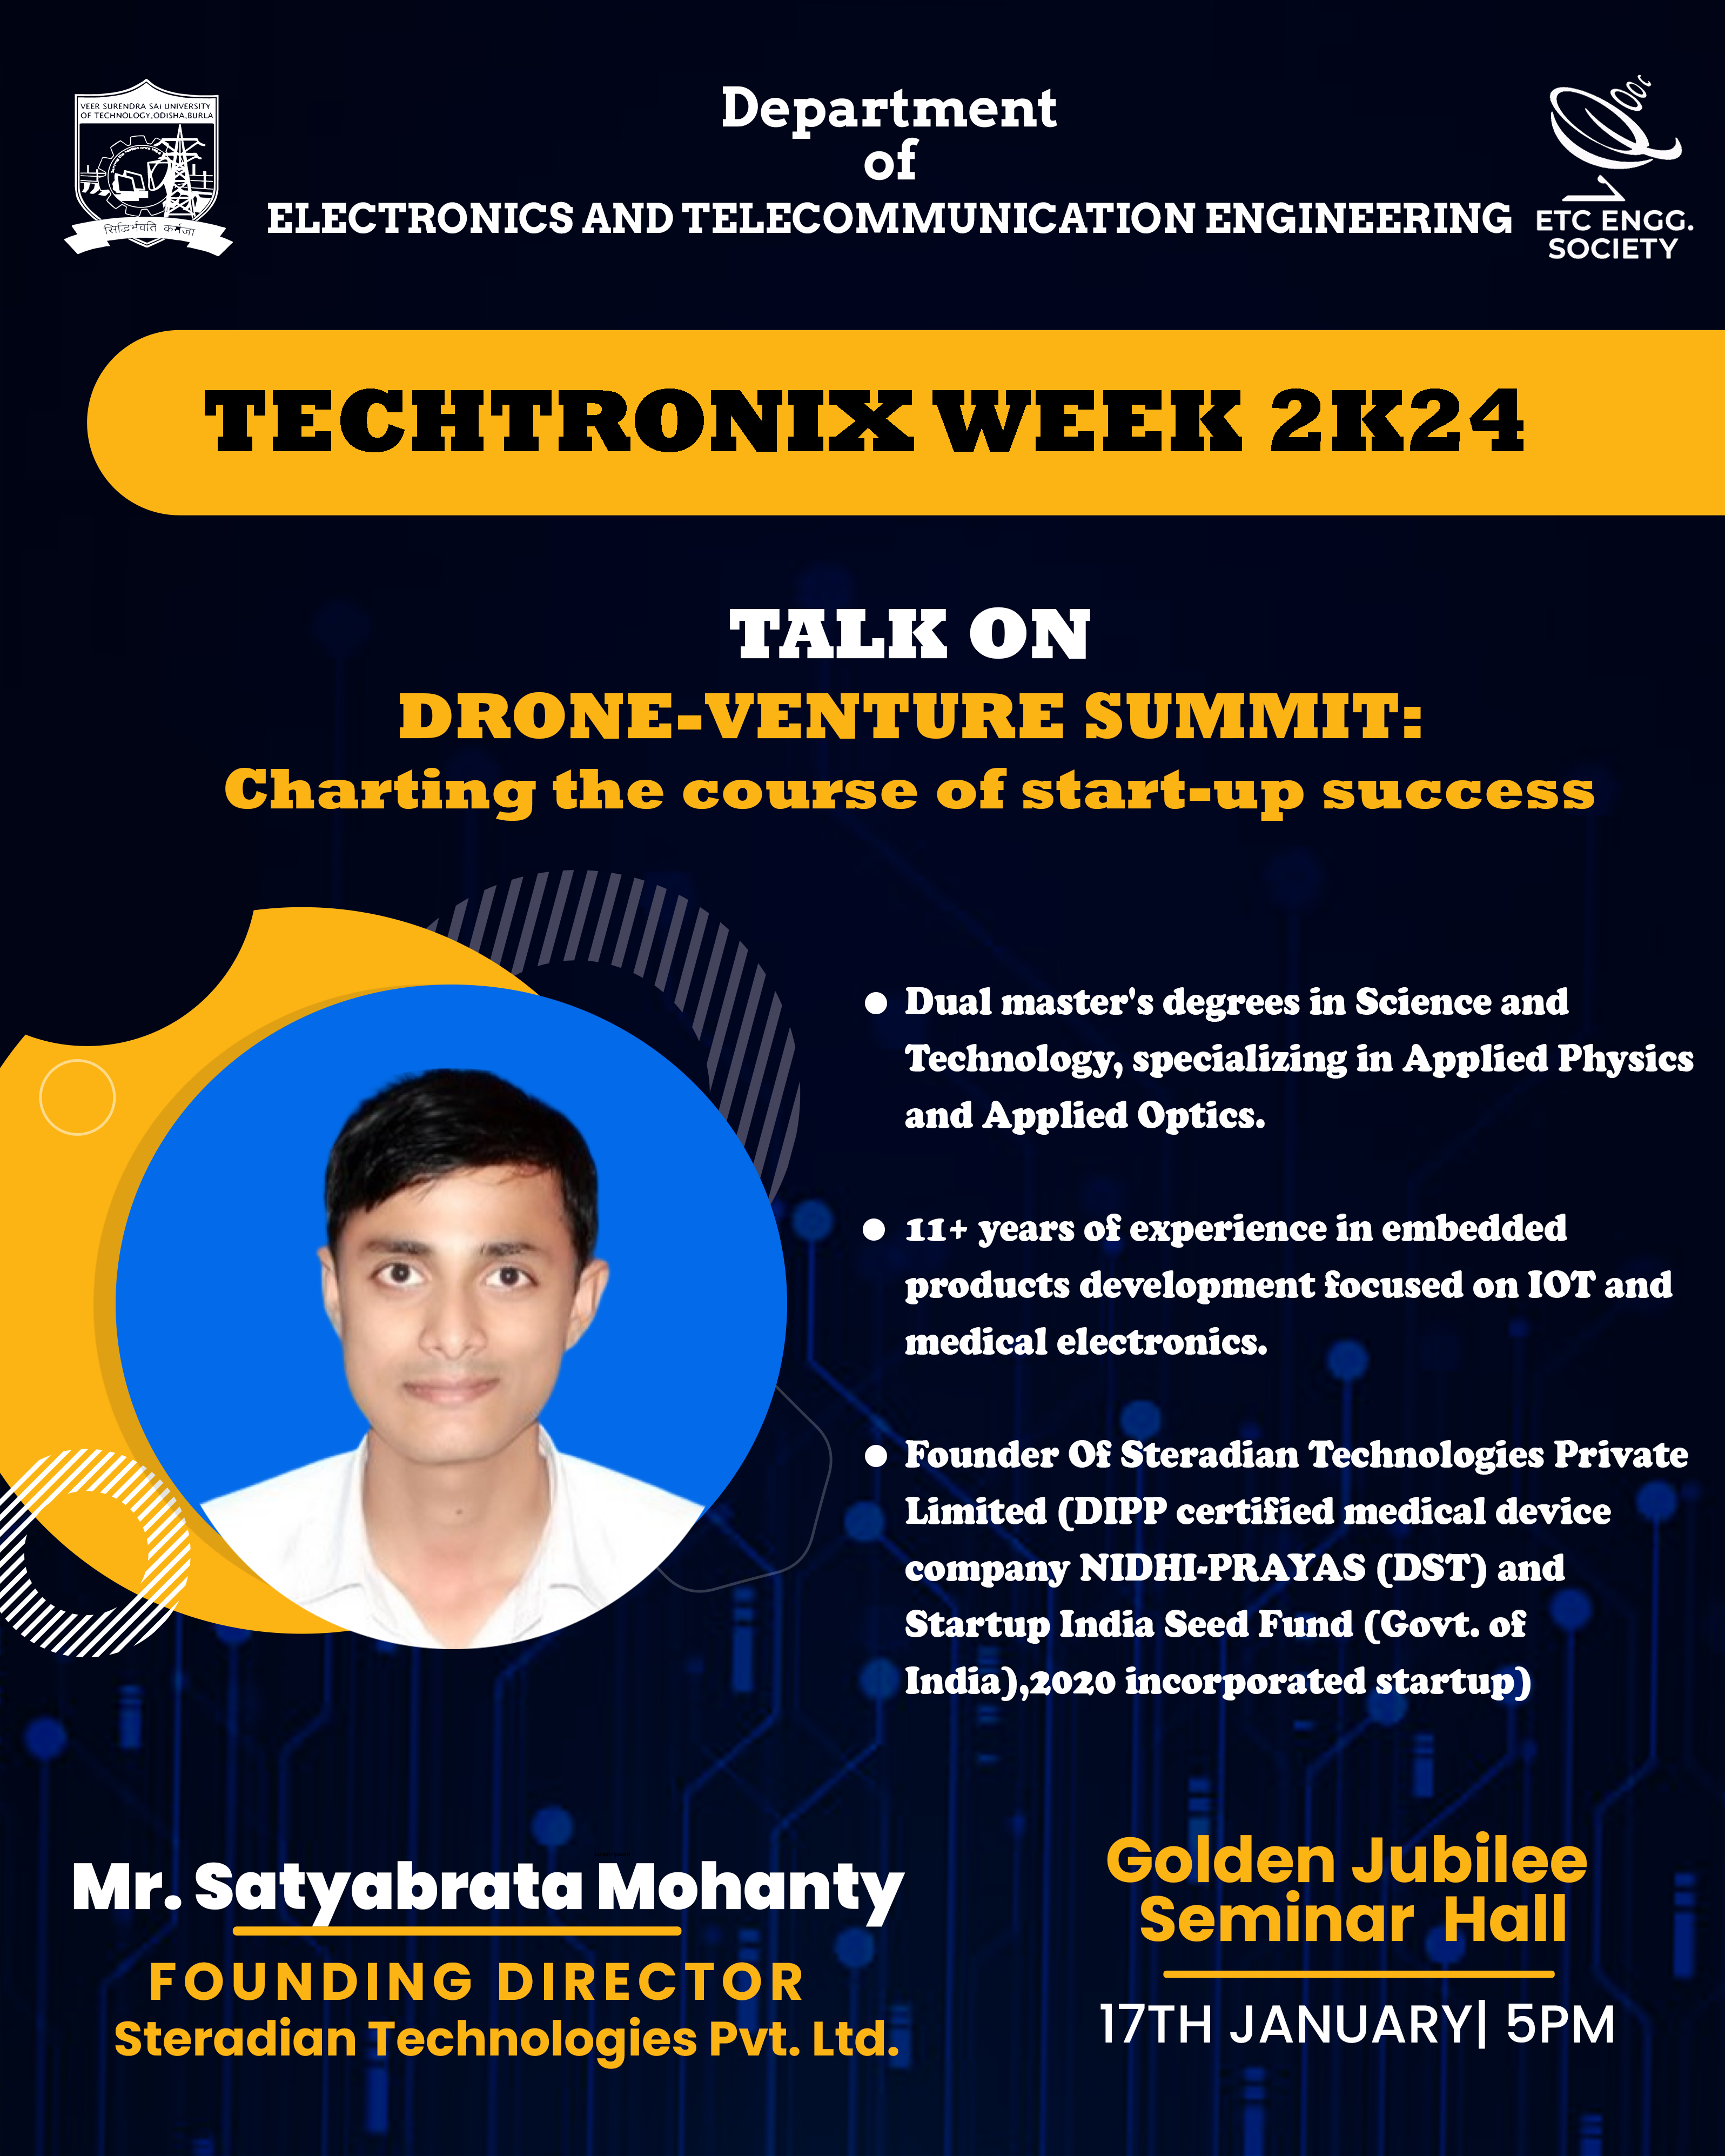 VEER SURENDRA SAI UNIVERSITY
OF TECHNOLOGY,ODISHA,BURLA
सिद्धिर्भवति कर्मजा
Department
of
ELECTRONICS AND TELECOMMUNICATION ENGINEERING
ETC ENGG.
SOCIETY
TECHTRONIX WEEK 2K24
TALK ON
DRONE-VENTURE SUMMIT:
Charting the course of start-up success
Dual master's degrees in Science and
Technology, specializing in Applied Physics
and Applied Optics.
11+ years of experience in embedded
products development focused on IOT and
medical electronics.
Founder Of Steradian Technologies Private
Limited (DIPP certified medical device
company NIDHI-PRAYAS (DST) and
Startup India Seed Fund (Govt. of
India),2020 incorporated startup)
Mr. Satyabrata Mohanty
FOUNDING DIRECTOR
Steradian Technologies Pvt. Ltd.
Golden Jubilee
Seminar Hall
17TH JANUARY| 5PM